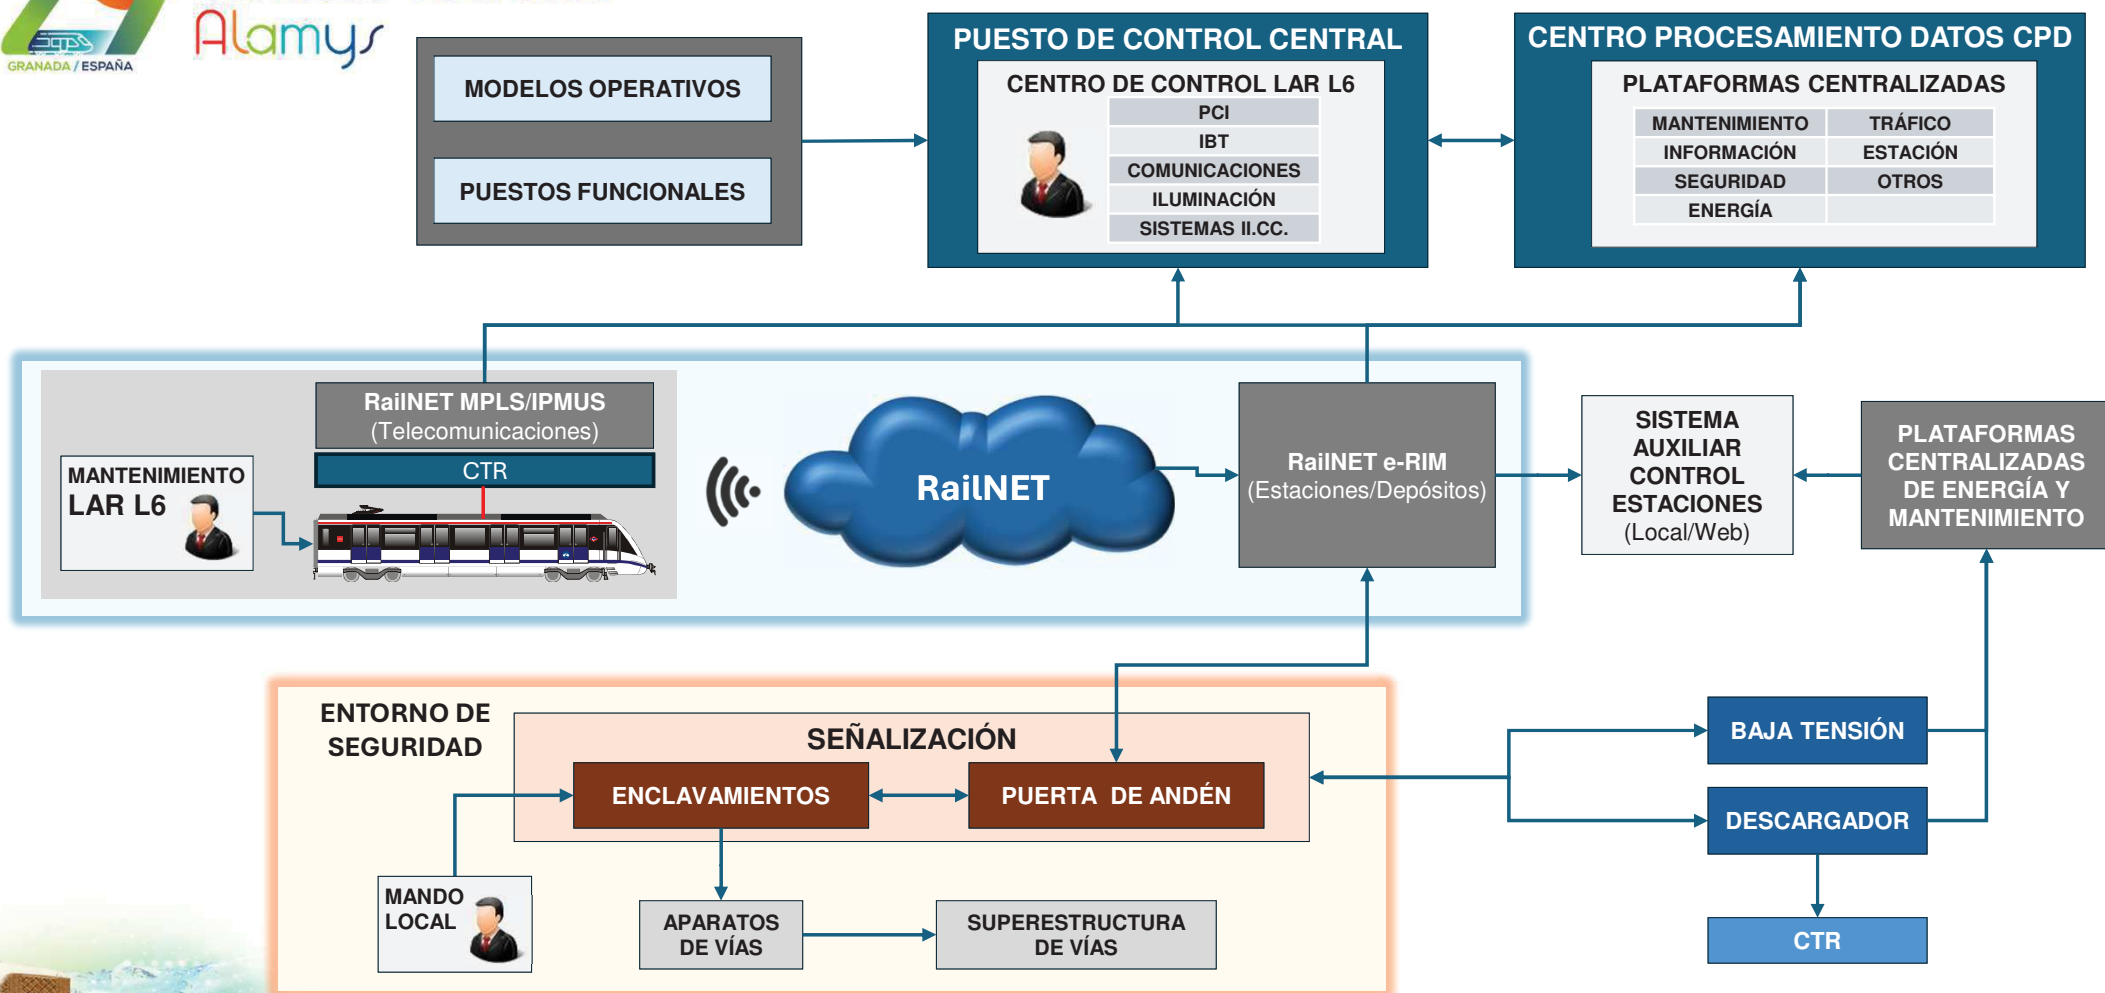 GRANADA / ESPAÑA
Alamys
MODELOS OPERATIVOS
PUESTOS FUNCIONALES
PUESTO DE CONTROL CENTRAL
CENTRO DE CONTROL LAR L6
PCI
IBT
COMUNICACIONES
ILUMINACIÓN
SISTEMAS II.CC.
CENTRO PROCESAMIENTO DATOS CPD
PLATAFORMAS CENTRALIZADAS
MANTENIMIENTO TRÁFICO
INFORMACIÓN ESTACIÓN
SEGURIDAD OTROS
ENERGÍA
RailNET MPLS/IPMUS
(Telecomunicaciones)
CTR
MANTENIMIENTO
LAR L6
RailNET
RailNET e-RIM
(Estaciones/Depósitos)
SISTEMA
AUXILIAR
CONTROL
ESTACIONES
(Local/Web)
PLATAFORMAS
CENTRALIZADAS
DE ENERGÍA Y
MANTENIMIENTO
ENTORNO DE
SEGURIDAD
SEÑALIZACIÓN
ENCLAVAMIENTOS
PUERTA DE ANDÉN
MANDO
LOCAL
APARATOS
DE VÍAS
SUPERESTRUCTURA
DE VÍAS
BAJA TENSIÓN
DESCARGADOR
CTR